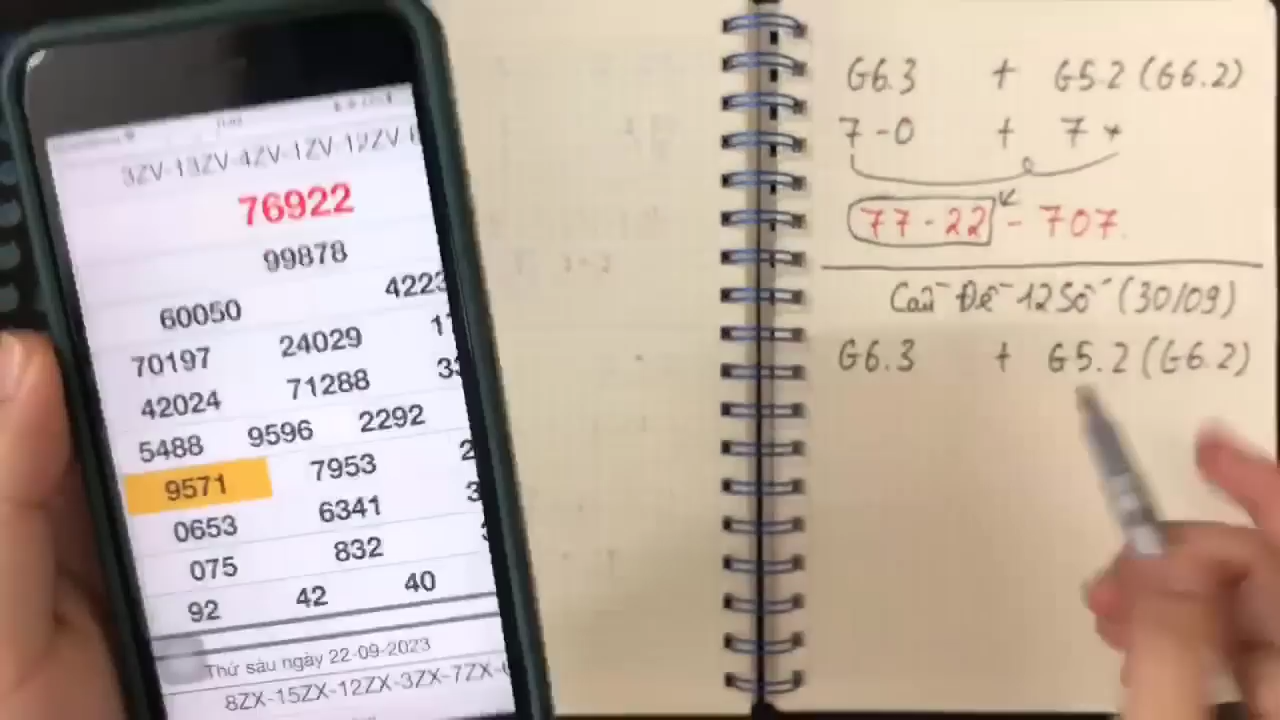 3ZV-13ZV-4ZV-1ZV-12ZV
76922
99878
60050 4223
70197 24029
42024 71288
5488 9596 2292
9571 7953
0653 6341
075 832
92 42 40
Thứ sáu ngày 22-09-2023
8ZX-15ZX-12ZX-3ZX-7ZX-
G6.3 + G5.2 (G6.2)
7-0 + 7 *
77-22 - 707.
Cầu Đề 12 Số (30/09)
G6.3 + G5.2 (G6.2)